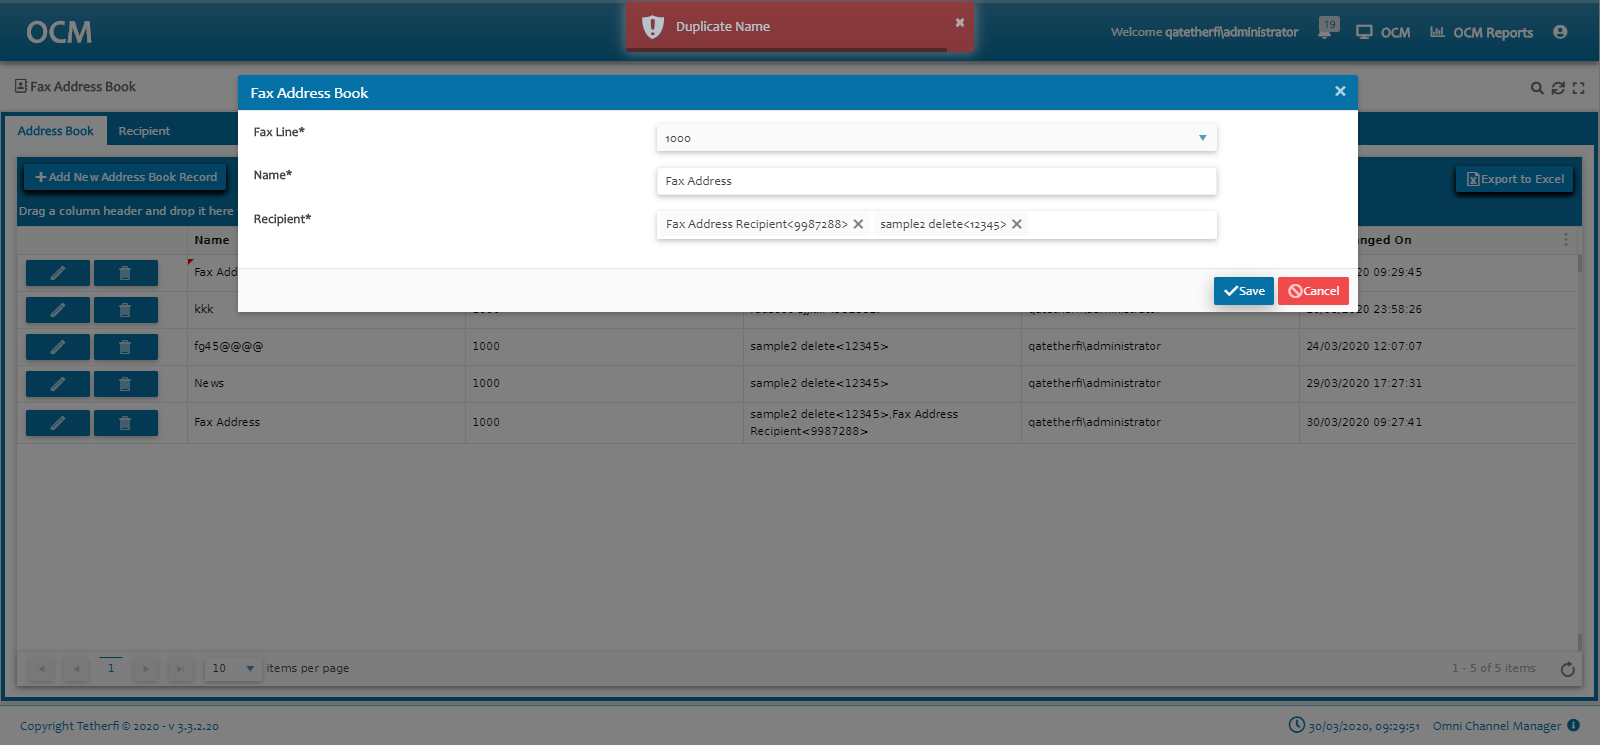 OCM
Duplicate Name
Welcome qatetherfi\administrator
19
OCM
OCM Reports
Fax Address Book
Fax Address Book
Address Book
Recipient
Fax Line*
1000
Name*
Fax Address
Recipient*
Fax Address Recipient<9987288>
sample2 delete<12345>
Save
Cancel
Add New Address Book Record
Export to Excel
Drag a column header and drop it here
Name
nged On
Fax Add
0 09:29:45
kkk
23:58:26
fg45@@@@ 1000 sample2 delete<12345> qatetherfi\administrator 24/03/2020 12:07:07
News 1000 sample2 delete<12345> qatetherfi\administrator 29/03/2020 17:27:31
Fax Address 1000 sample2 delete<12345>,Fax Address qatetherfi\administrator 30/03/2020 09:27:41
Recipient<9987288>
1
10
items per page
1 - 5 of 5 items
Copyright Tetherfi © 2020 - v 3.3.2.20
30/03/2020, 09:29:51
Omni Channel Manager